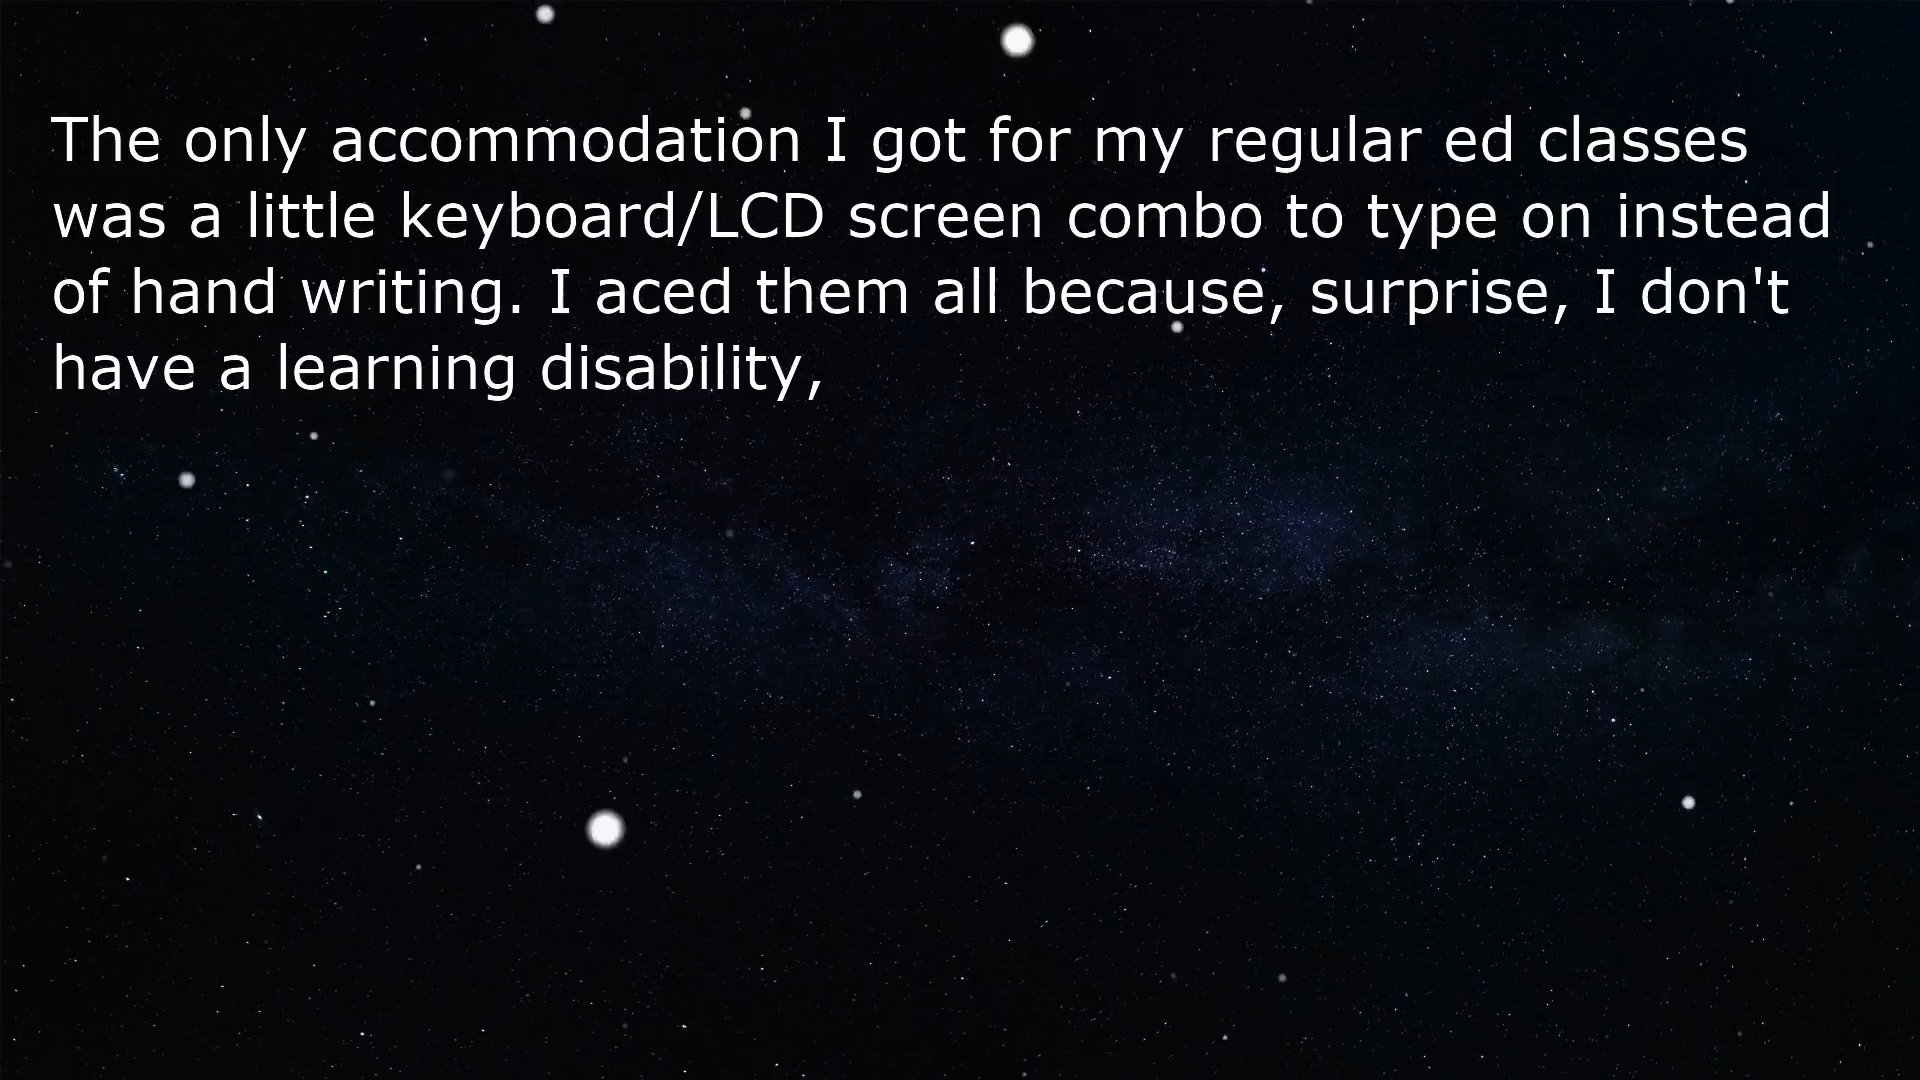 The only accommodation I got for my regular ed classes
was a little keyboard/LCD screen combo to type on instead
of hand writing. I aced them all because, surprise, I don't
have a learning disability,